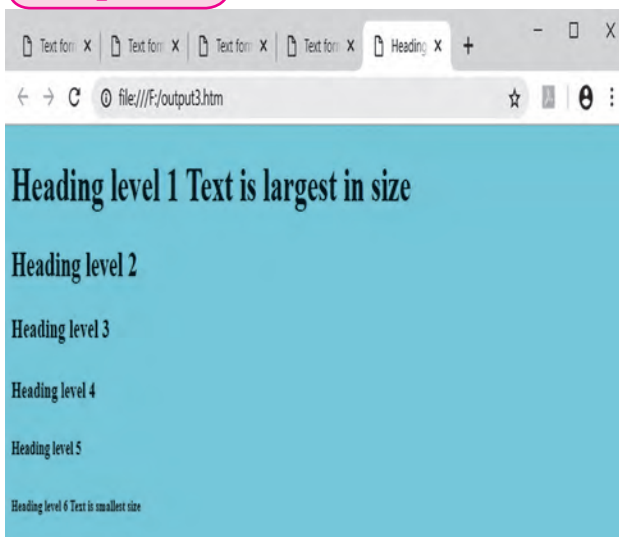 Text for Text for Text for Text for Heading
file:///F:/output3.htm
Heading level 1 Text is largest in size
Heading level 2
Heading level 3
Heading level 4
Heading level 5
Heading level 6 Text is smallest size